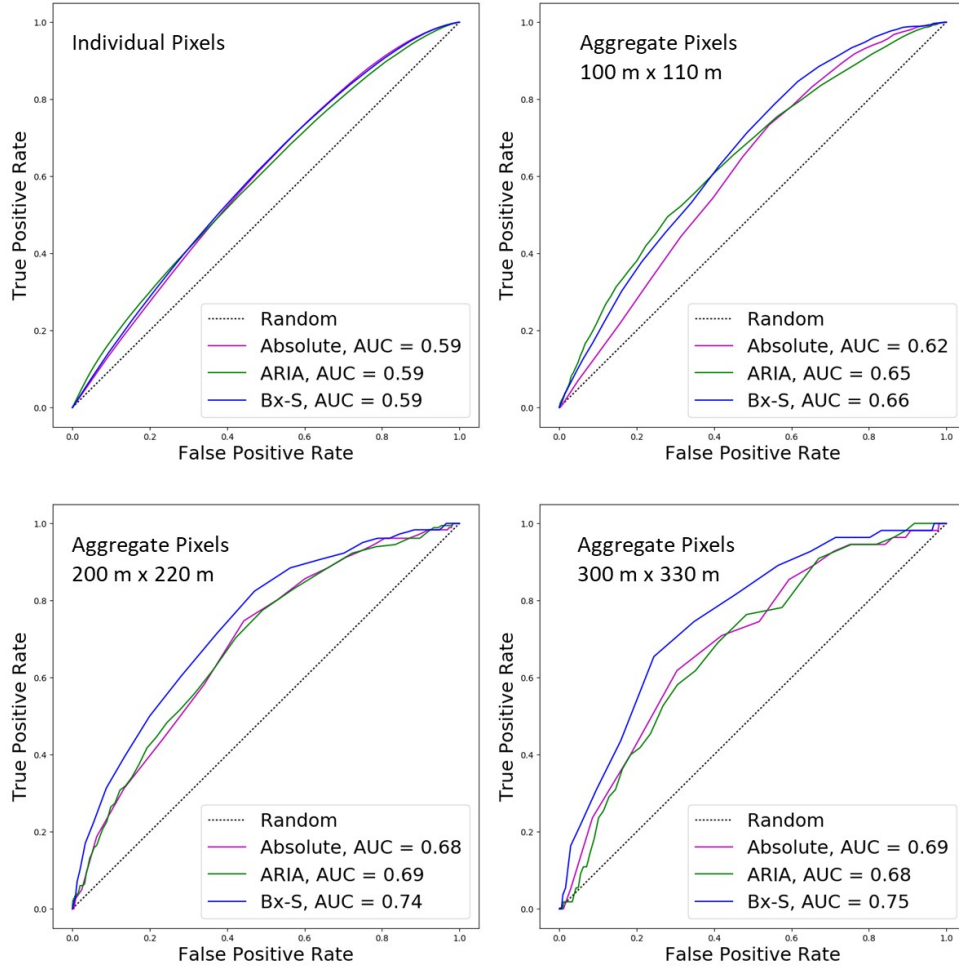 Individual Pixels
True Positive Rate
1.0
0.8
0.6
0.4
0.2
0.0
Random
Absolute, AUC = 0.59
ARIA, AUC = 0.59
Bx-S, AUC = 0.59
0.0 0.2 0.4 0.6 0.8 1.0
False Positive Rate
Aggregate Pixels
100 m x 110 m
True Positive Rate
1.0
0.8
0.6
0.4
0.2
0.0
Random
Absolute, AUC = 0.62
ARIA, AUC = 0.65
Bx-S, AUC = 0.66
0.0 0.2 0.4 0.6 0.8 1.0
False Positive Rate
Aggregate Pixels
200 m x 220 m
True Positive Rate
1.0
0.8
0.6
0.4
0.2
0.0
Random
Absolute, AUC = 0.68
ARIA, AUC = 0.69
Bx-S, AUC = 0.74
0.0 0.2 0.4 0.6 0.8 1.0
False Positive Rate
Aggregate Pixels
300 m x 330 m
True Positive Rate
1.0
0.8
0.6
0.4
0.2
0.0
Random
Absolute, AUC = 0.69
ARIA, AUC = 0.68
Bx-S, AUC = 0.75
0.0 0.2 0.4 0.6 0.8 1.0
False Positive Rate